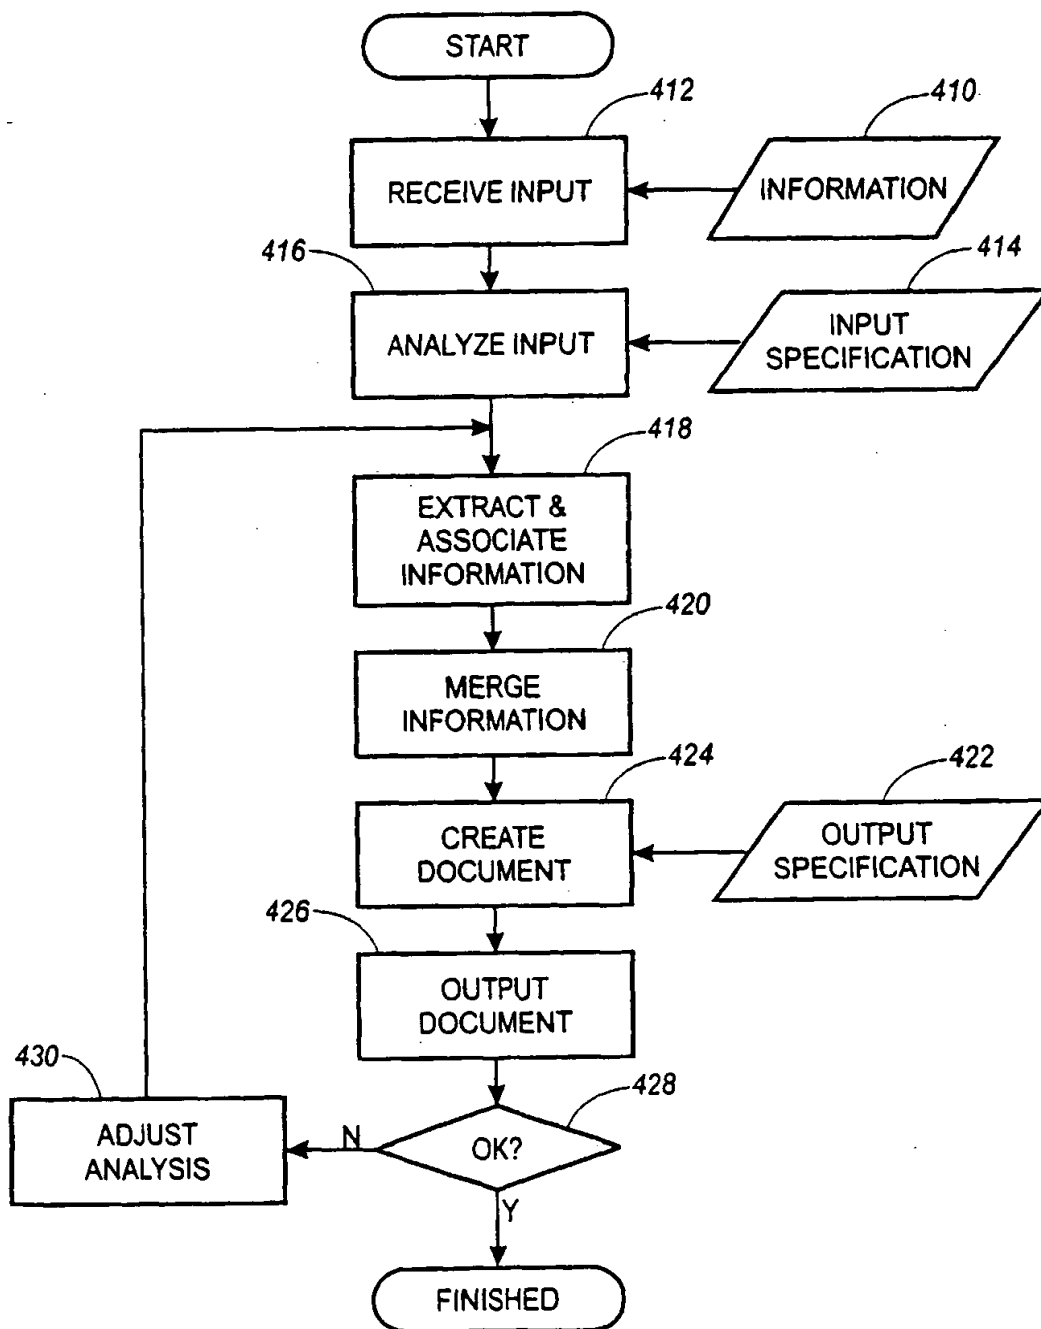 START
412
410
RECEIVE INPUT
INFORMATION
416
414
ANALYZE INPUT
INPUT
SPECIFICATION
418
EXTRACT &
ASSOCIATE
INFORMATION
420
MERGE
INFORMATION
424
422
CREATE
DOCUMENT
OUTPUT
SPECIFICATION
426
OUTPUT
DOCUMENT
430
428
ADJUST
ANALYSIS
N
OK?
Y
FINISHED